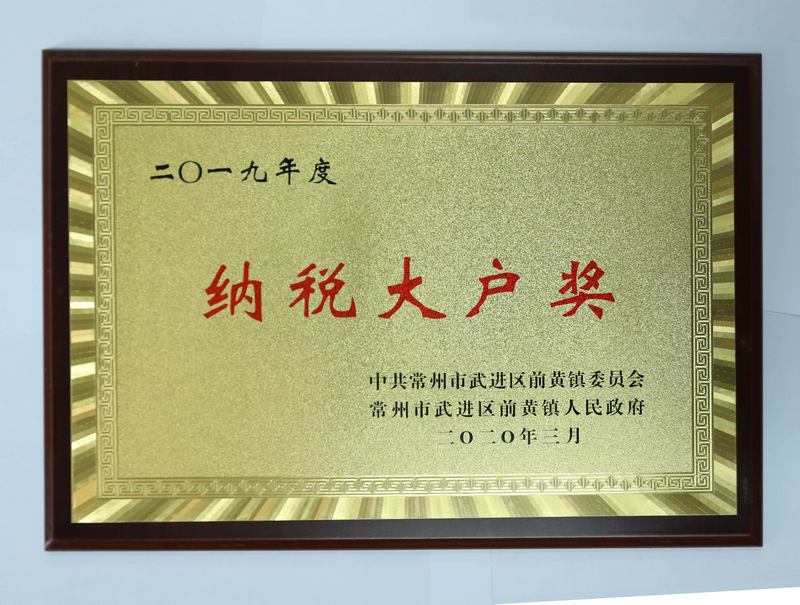 二〇一九年度
纳税大户奖
中共常州市武进区前黄镇委员会
常州市武进区前黄镇人民政府
二〇二〇年三月